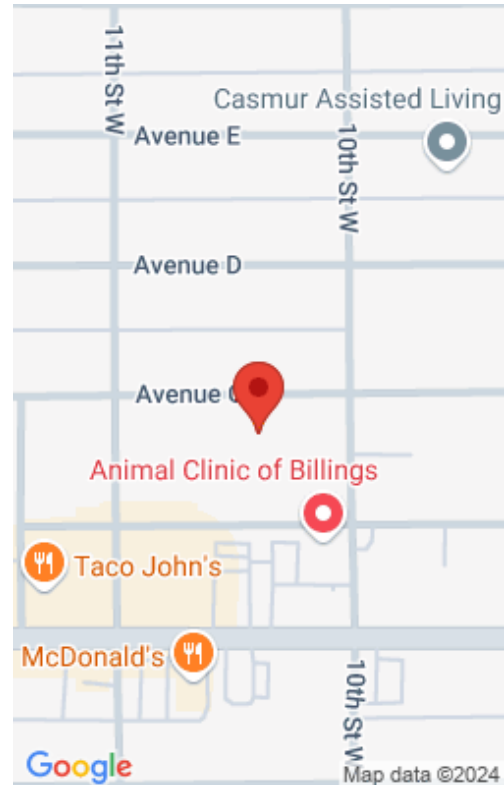 11th St W
Casmur Assisted Living
Avenue E
10th St W
Avenue D
Avenue
Animal Clinic of Billings
Taco John's
McDonald's
10th St W
Google
Map data ©2024